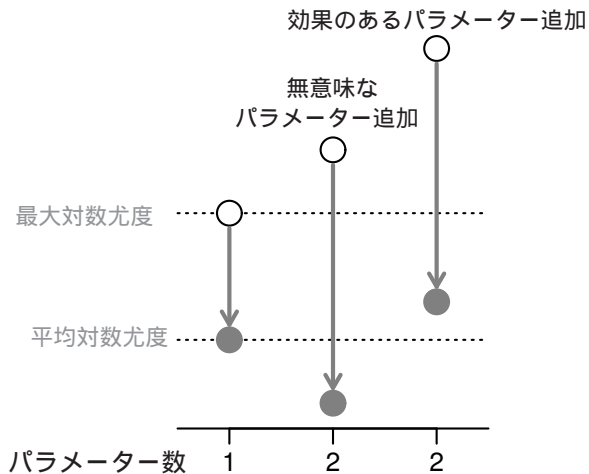 効果のあるパラメーター追加
無意味な
パラメーター追加
最大対数尤度
平均対数尤度
パラメーター数 1 2 2